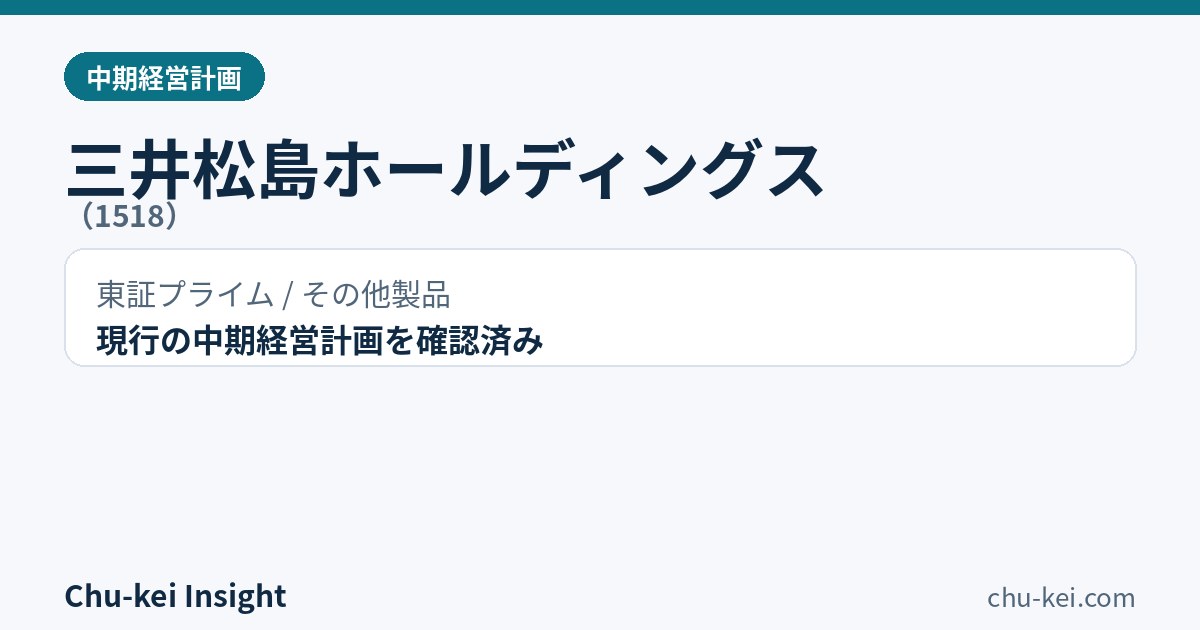 中期経営計画
三井松島ホールディングス
（1518）
東証プライム / その他製品
現行の中期経営計画を確認済み
Chu-kei Insight
chu-kei.com